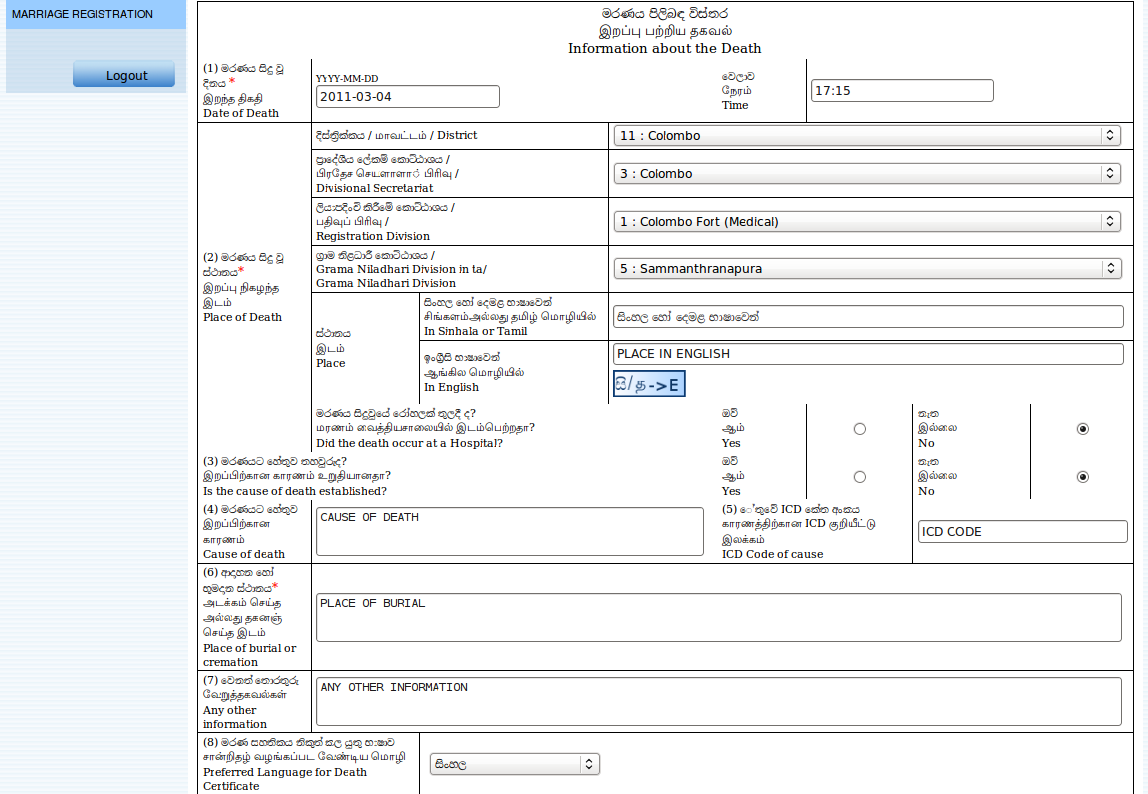 MARRIAGE REGISTRATION
Logout
මරණය පිලිබඳ විස්තර
இறப்பு பற்றிய தகவல்
Information about the Death
(1) මරණය සිදු වූ
දිනය *
இறந்த திகதி
Date of Death
YYYY-MM-DD
2011-03-04
වෙලාව
நேரம்
Time
17:15
(2) මරණය සිදු වූ
ස්ථානය*
இறப்பு நிகழந்த
இடம்
Place of Death
දිස්ත්‍රික්කය / மாவட்டம் / District
11 : Colombo
ප්‍රාදේශීය ලේකම් කොට්ඨාශය /
பிரதேச செயளாளா் பிரிவு /
Divisional Secretariat
3 : Colombo
ලියාපදිංචි කිරීමේ කොට්ඨාශය /
பதிவுப் பிரிவு /
Registration Division
1 : Colombo Fort (Medical)
ග්‍රාම නිළධාරී කොට්ඨාශය /
Grama Niladhari Division in ta/
Grama Niladhari Division
5 : Sammanthranapura
ස්ථානය
இடம்
Place
සිංහල හෝ දෙමළ භාෂාවෙන්
சிங்களம்அல்லது தமிழ் மொழியில்
In Sinhala or Tamil
සිංහල හෝ දෙමළ භාෂාවෙන්
ඉංග්‍රීසි භාෂාවෙන්
ஆங்கில மொழியில்
In English
PLACE IN ENGLISH
සි/த->E
මරණය සිදුවුයේ රෝහලක් තුලදී ද?
மரணம் வைத்தியசாலையில் இடம்பெற்றதா?
Did the death occur at a Hospital?
ඔව්
ஆம்
Yes
නැත
இல்லை
No
(3) මරණයට හේතුව තහවුරුද?
இறப்பிற்கான காரணம் உறுதியானதா?
Is the cause of death established?
ඔව්
ஆம்
Yes
නැත
இல்லை
No
(4) මරණයට හේතුව
இறப்பிற்கான
காரணம்
Cause of death
CAUSE OF DEATH
(5) ේතුවේ ICD කේත අංකය
காரணத்திற்கான ICD குறியீட்டு
இலக்கம்
ICD Code of cause
ICD CODE
(6) ආදාහන හෝ
භූමදාන ස්ථානය*
அடக்கம் செய்த
அல்லது தகனஞ்
செய்த இடம்
Place of burial or
cremation
PLACE OF BURIAL
(7) වෙනත් තොරතුරු
வேறுத்தகவல்கள்
Any other
information
ANY OTHER INFORMATION
(8) මරණ සහතිකය නිකුත් කල යුතු භාෂාව
சான்றிதழ் வழங்கப்பட வேண்டிய மொழி
Preferred Language for Death
Certificate
සිංහල